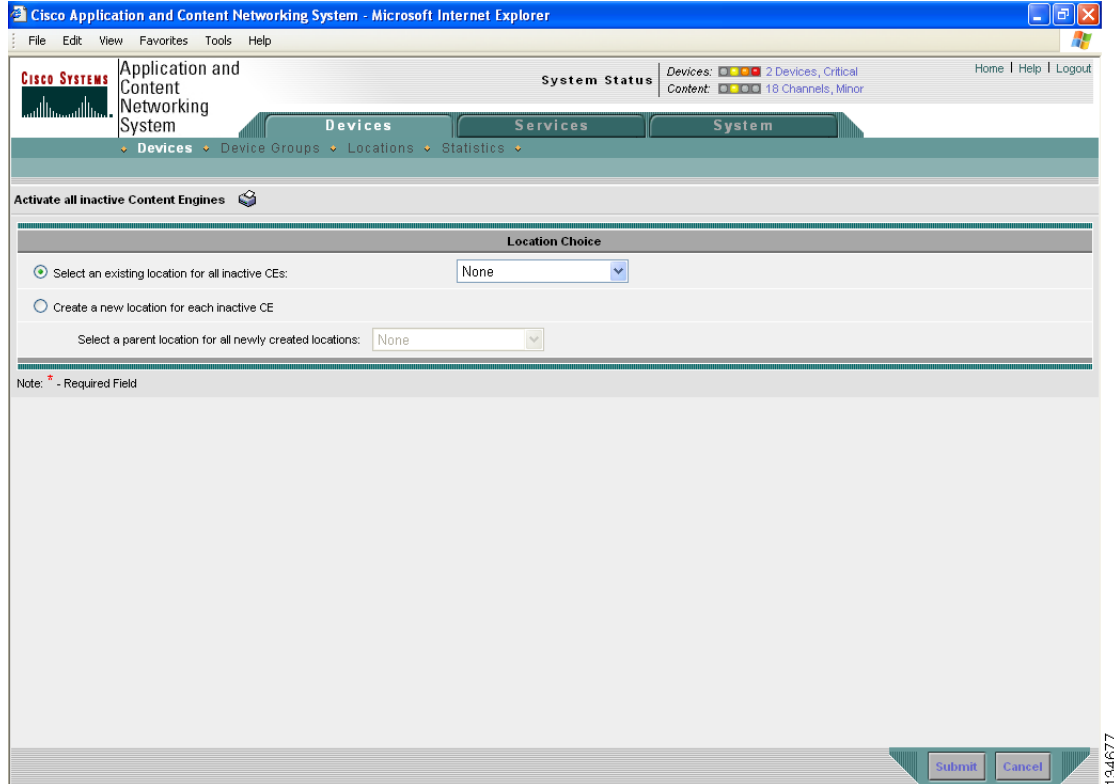 Cisco Application and Content Networking System - Microsoft Internet Explorer
File Edit View Favorites Tools Help
CISCO SYSTEMS
Application and
Content
Networking
System
System Status
Devices: 2 Devices, Critical
Content: 18 Channels, Minor
Home | Help | Logout
Devices Services System
Devices Device Groups Locations Statistics
Activate all inactive Content Engines
Location Choice
Select an existing location for all inactive CEs: None
Create a new location for each inactive CE
Select a parent location for all newly created locations: None
Note: * - Required Field
Submit Cancel
134677